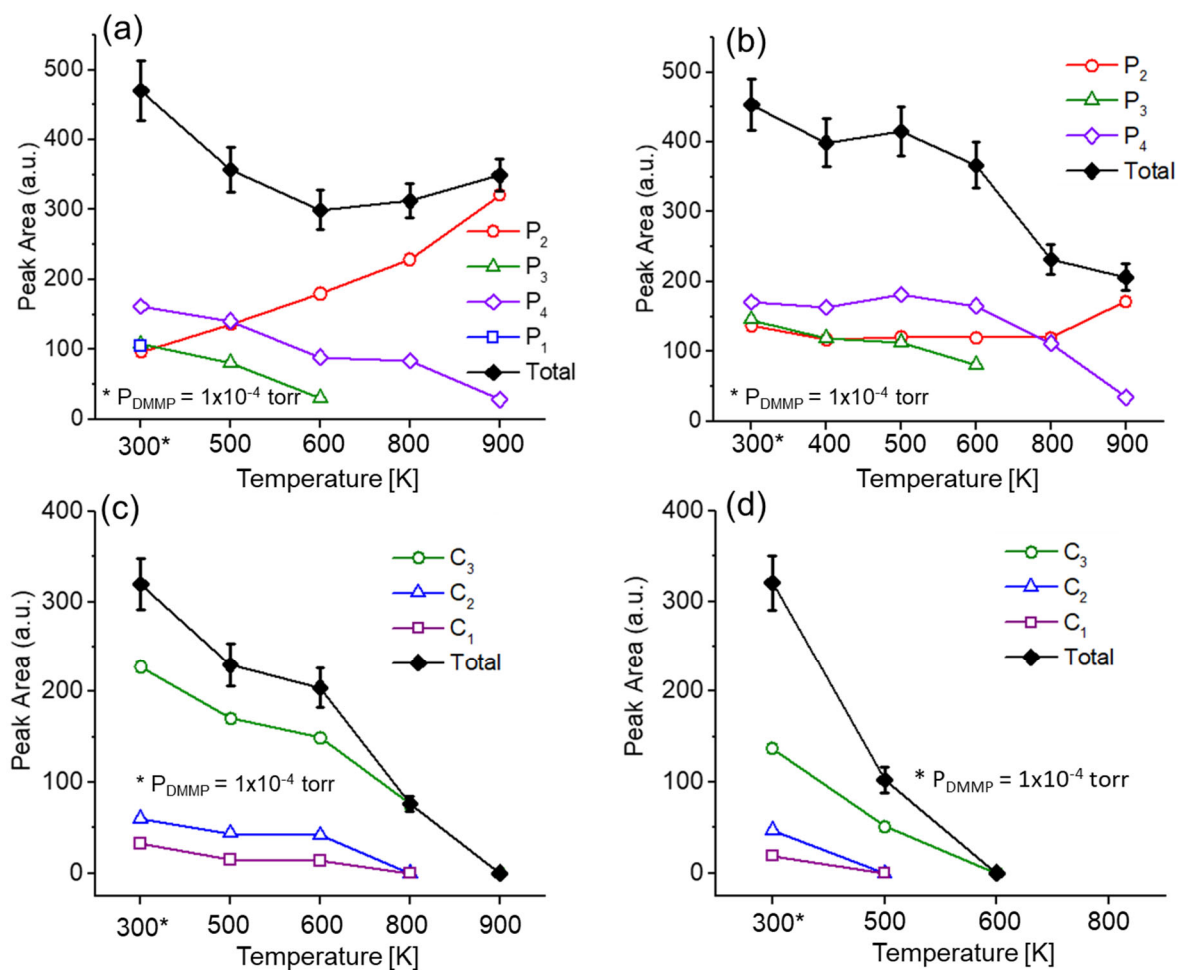 (a)
Peak Area (a.u.)
500
400
300
200
100
0
P₂
P₃
P₄
P₁
Total
* P_DMMP = 1x10⁻⁴ torr
300* 500 600 800 900
Temperature [K]
(b)
Peak Area (a.u.)
500
400
300
200
100
0
P₂
P₃
P₄
Total
* P_DMMP = 1x10⁻⁴ torr
300* 400 500 600 800 900
Temperature [K]
(c)
Peak Area (a.u.)
400
300
200
100
0
C₃
C₂
C₁
Total
* P_DMMP = 1x10⁻⁴ torr
300* 500 600 800 900
Temperature [K]
(d)
Peak Area (a.u.)
400
300
200
100
0
C₃
C₂
C₁
Total
* P_DMMP = 1x10⁻⁴ torr
300* 500 600 800
Temperature [K]